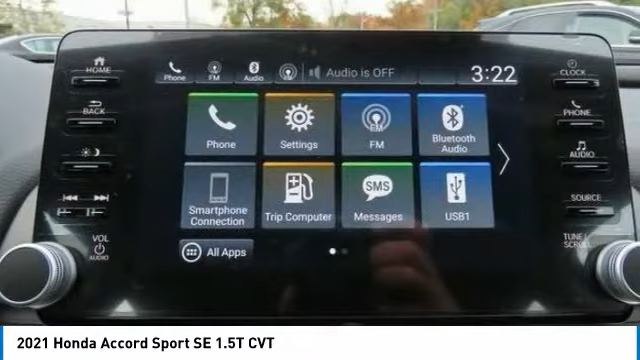 HOME
Phone FM Audio Audio is OFF 3:22
CLOCK
BACK
PHONE
Phone Settings FM Bluetooth
Audio
AUDIO
SMS
Smartphone
Connection Trip Computer Messages USB1
SOURCE
VOL
AUDIO
All Apps
TUNE /
SCROLL
2021 Honda Accord Sport SE 1.5T CVT